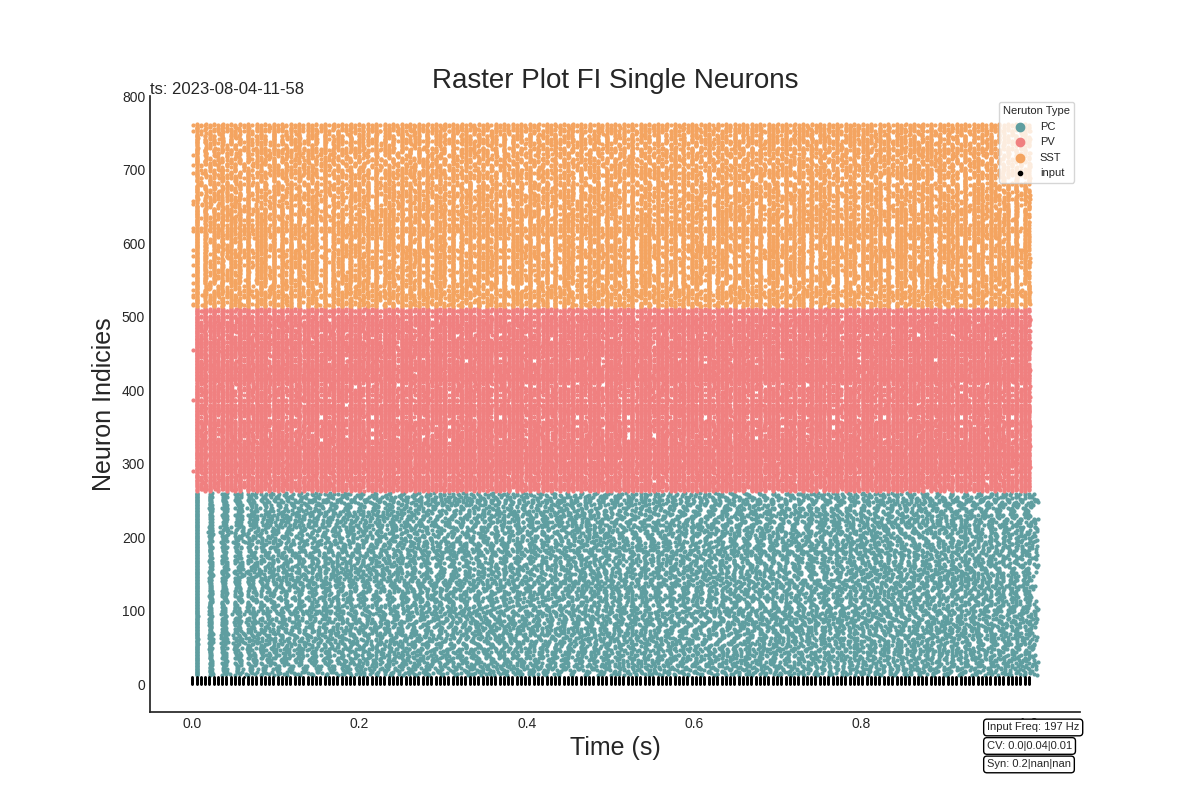 Raster Plot FI Single Neurons
ts: 2023-08-04-11-58
800
700
600
500
400
300
200
100
0
Neuron Indicies
Neruton Type
PC
PV
SST
input
0.0
0.2
0.4
0.6
0.8
Time (s)
Input Freq: 197 Hz
CV: 0.0|0.04|0.01
Syn: 0.2|nan|nan